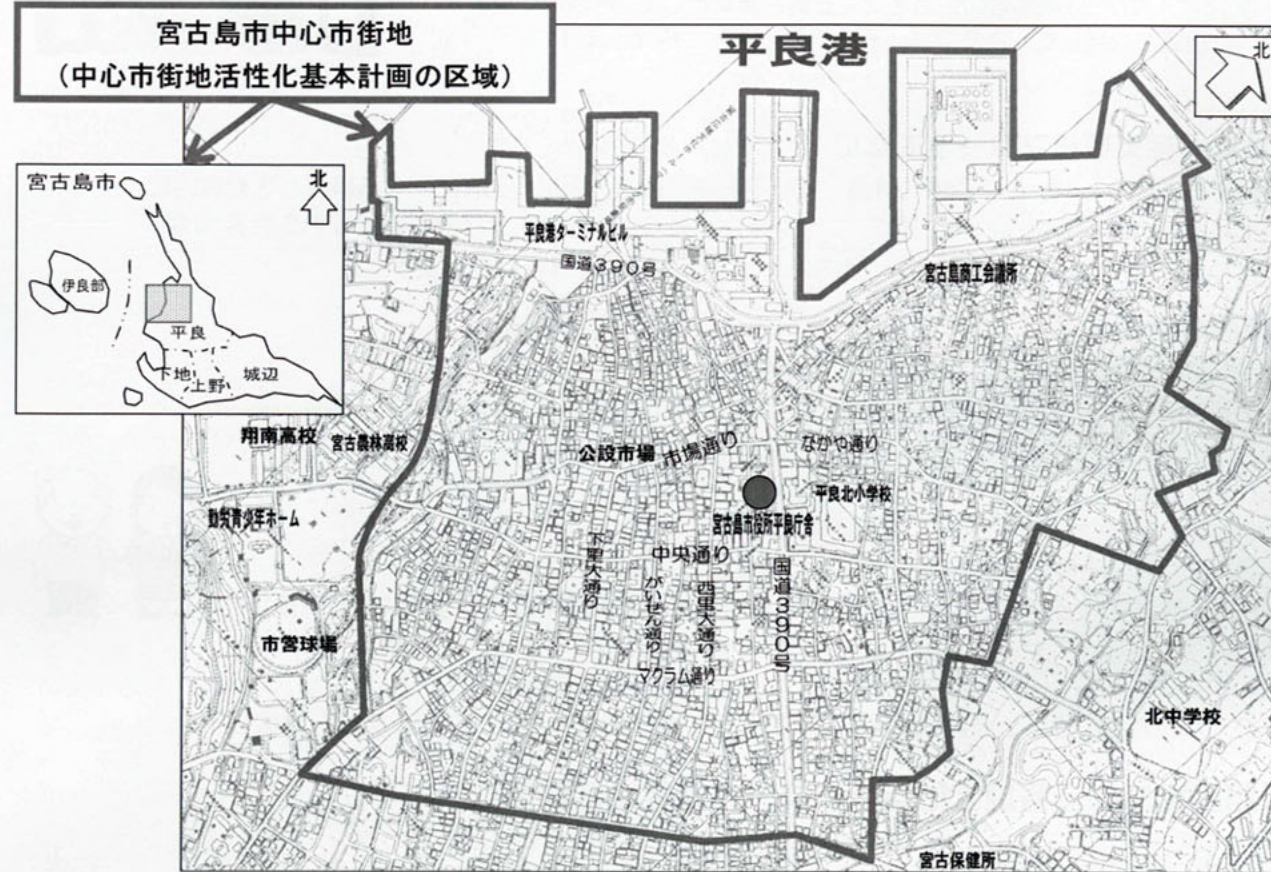 宮古島市中心市街地
（中心市街地活性化基本計画の区域）
平良港
北
宮古島市
北
伊良部
平良
下地
上野
城辺
平良港ターミナルビル
国道390号
宮古島商工会議所
翔南高校
宮古農林高校
公設市場
市場通り
なかや通り
平良北小学校
宮古島市役所平良庁舎
勤労青少年ホーム
中央通り
下里大通り
がいせん通り
西里大通り
国道390号
市営球場
マクラム通り
北中学校
宮古保健所